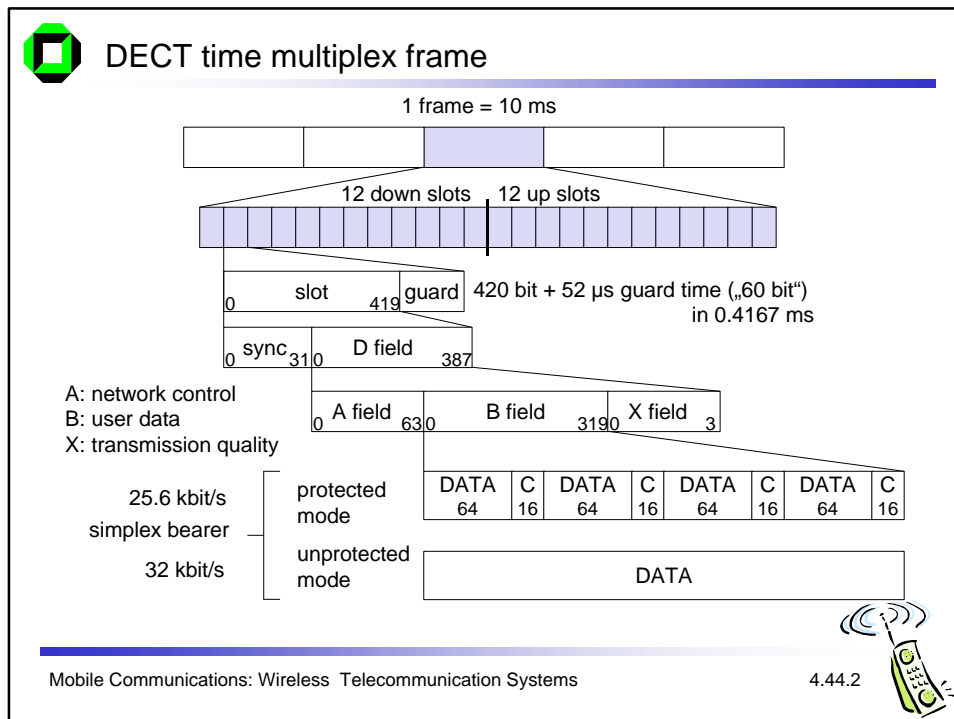 DECT time multiplex frame
1 frame = 10 ms
12 down slots 12 up slots
slot guard
0 419
420 bit + 52 µs guard time („60 bit“)
in 0.4167 ms
sync D field
0 31 0 387
A: network control
B: user data
X: transmission quality
A field B field X field
0 63 0 319 0 3
25.6 kbit/s
simplex bearer
32 kbit/s
protected
mode
DATA C DATA C DATA C DATA C
64 16 64 16 64 16 64 16
unprotected
mode
DATA
Mobile Communications: Wireless Telecommunication Systems 4.44.2